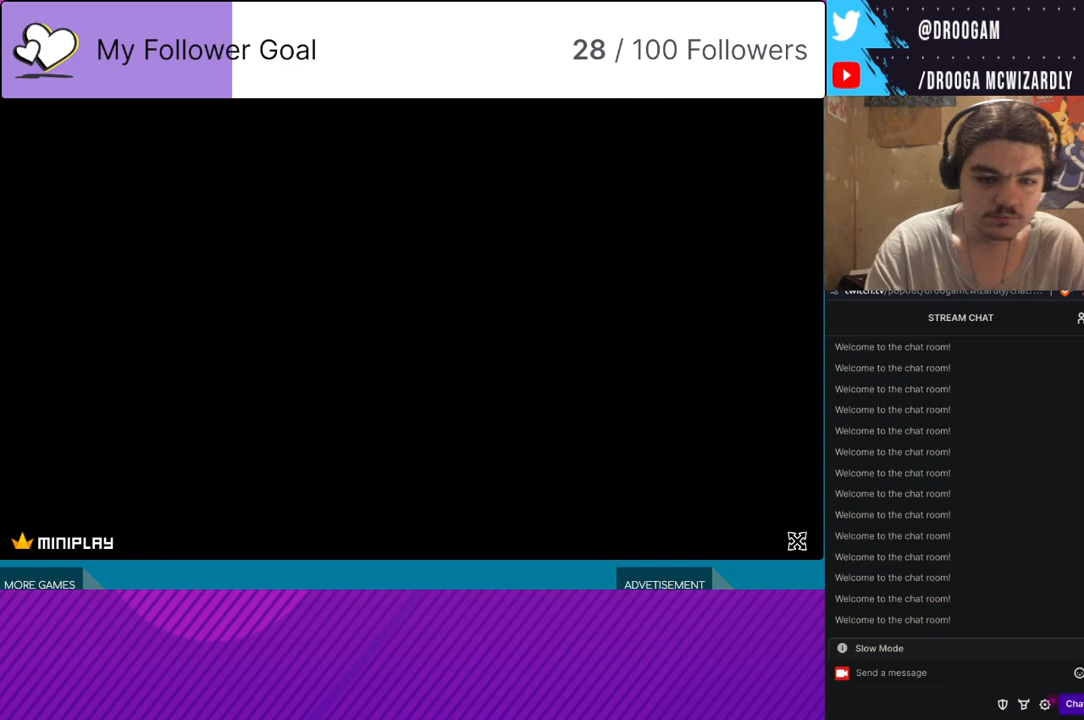 My Follower Goal
28 / 100 Followers
@DROOGAM
/DROOGA MCWIZARDLY
STREAM CHAT
Welcome to the chat room!
Welcome to the chat room!
Welcome to the chat room!
Welcome to the chat room!
Welcome to the chat room!
Welcome to the chat room!
Welcome to the chat room!
Welcome to the chat room!
Welcome to the chat room!
Welcome to the chat room!
Welcome to the chat room!
Welcome to the chat room!
Welcome to the chat room!
Welcome to the chat room!
Slow Mode
Send a message
Cha
MINIPLAY
MORE GAMES
ADVETISEMENT